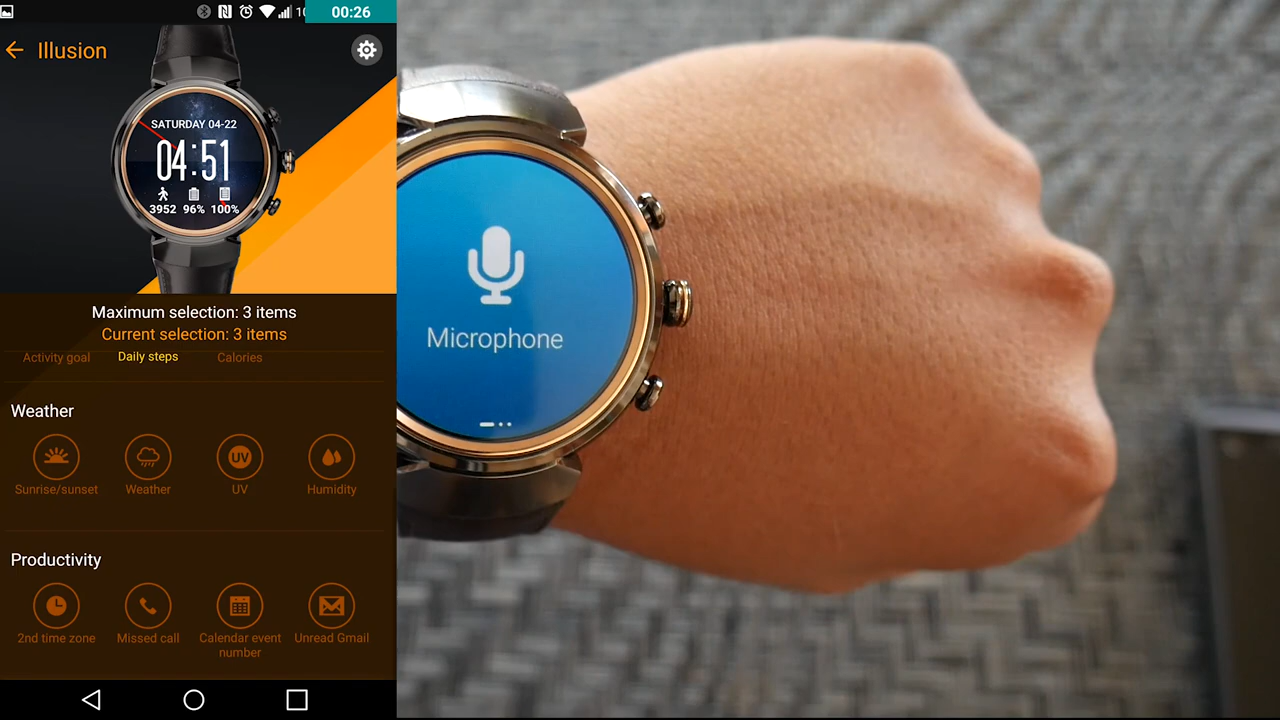 10
00:26
Illusion
SATURDAY 04-22
04:51
3952 96% 100%
Maximum selection: 3 items
Current selection: 3 items
Activity goal Daily steps Calories
Weather
UV
Sunrise/sunset Weather UV Humidity
Productivity
2nd time zone Missed call Calendar event number Unread Gmail
Microphone